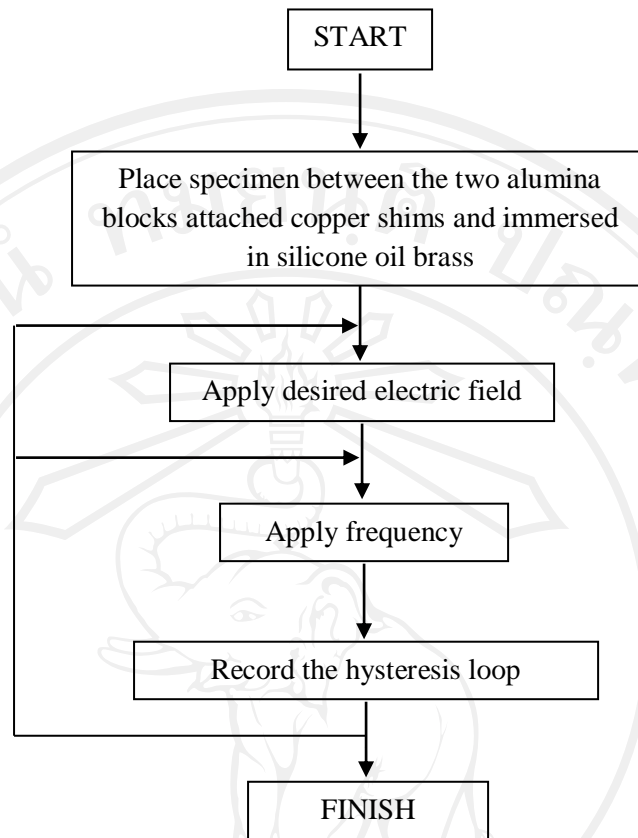 START
Place specimen between the two alumina
blocks attached copper shims and immersed
in silicone oil brass
Apply desired electric field
Apply frequency
Record the hysteresis loop
FINISH